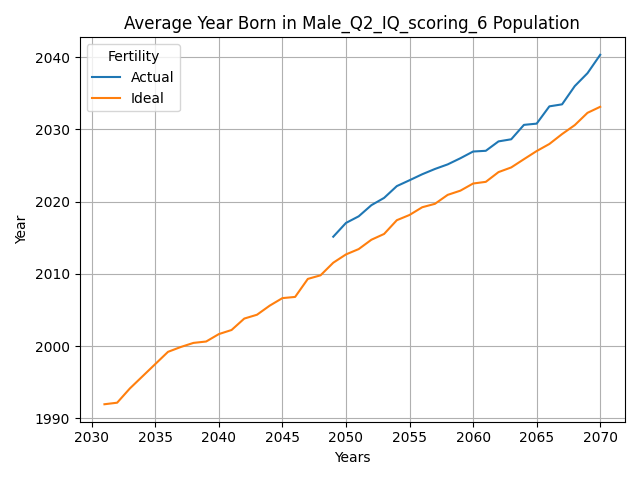 Average Year Born in Male_Q2_IQ_scoring_6 Population
Fertility
Actual
Ideal
Year
2040
2030
2020
2010
2000
1990
2030 2035 2040 2045 2050 2055 2060 2065 2070
Years